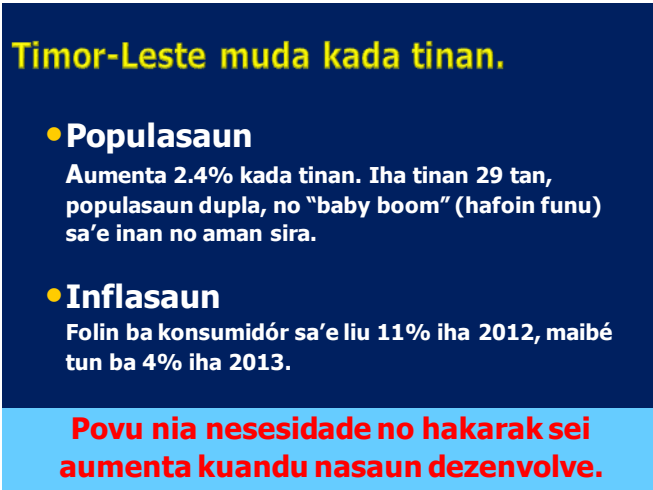 Timor-Leste muda kada tinan.
•Populasaun
Aumenta 2.4% kada tinan. Iha tinan 29 tan,
populasaun dupla, no “baby boom” (hafoin funu)
sa’e inan no aman sira.
•Inflasaun
Folin ba konsumidór sa’e liu 11% iha 2012, maibé
tun ba 4% iha 2013.
Povu nia nesesidade no hakarak sei
aumenta kuandu nasaun dezenvolve.